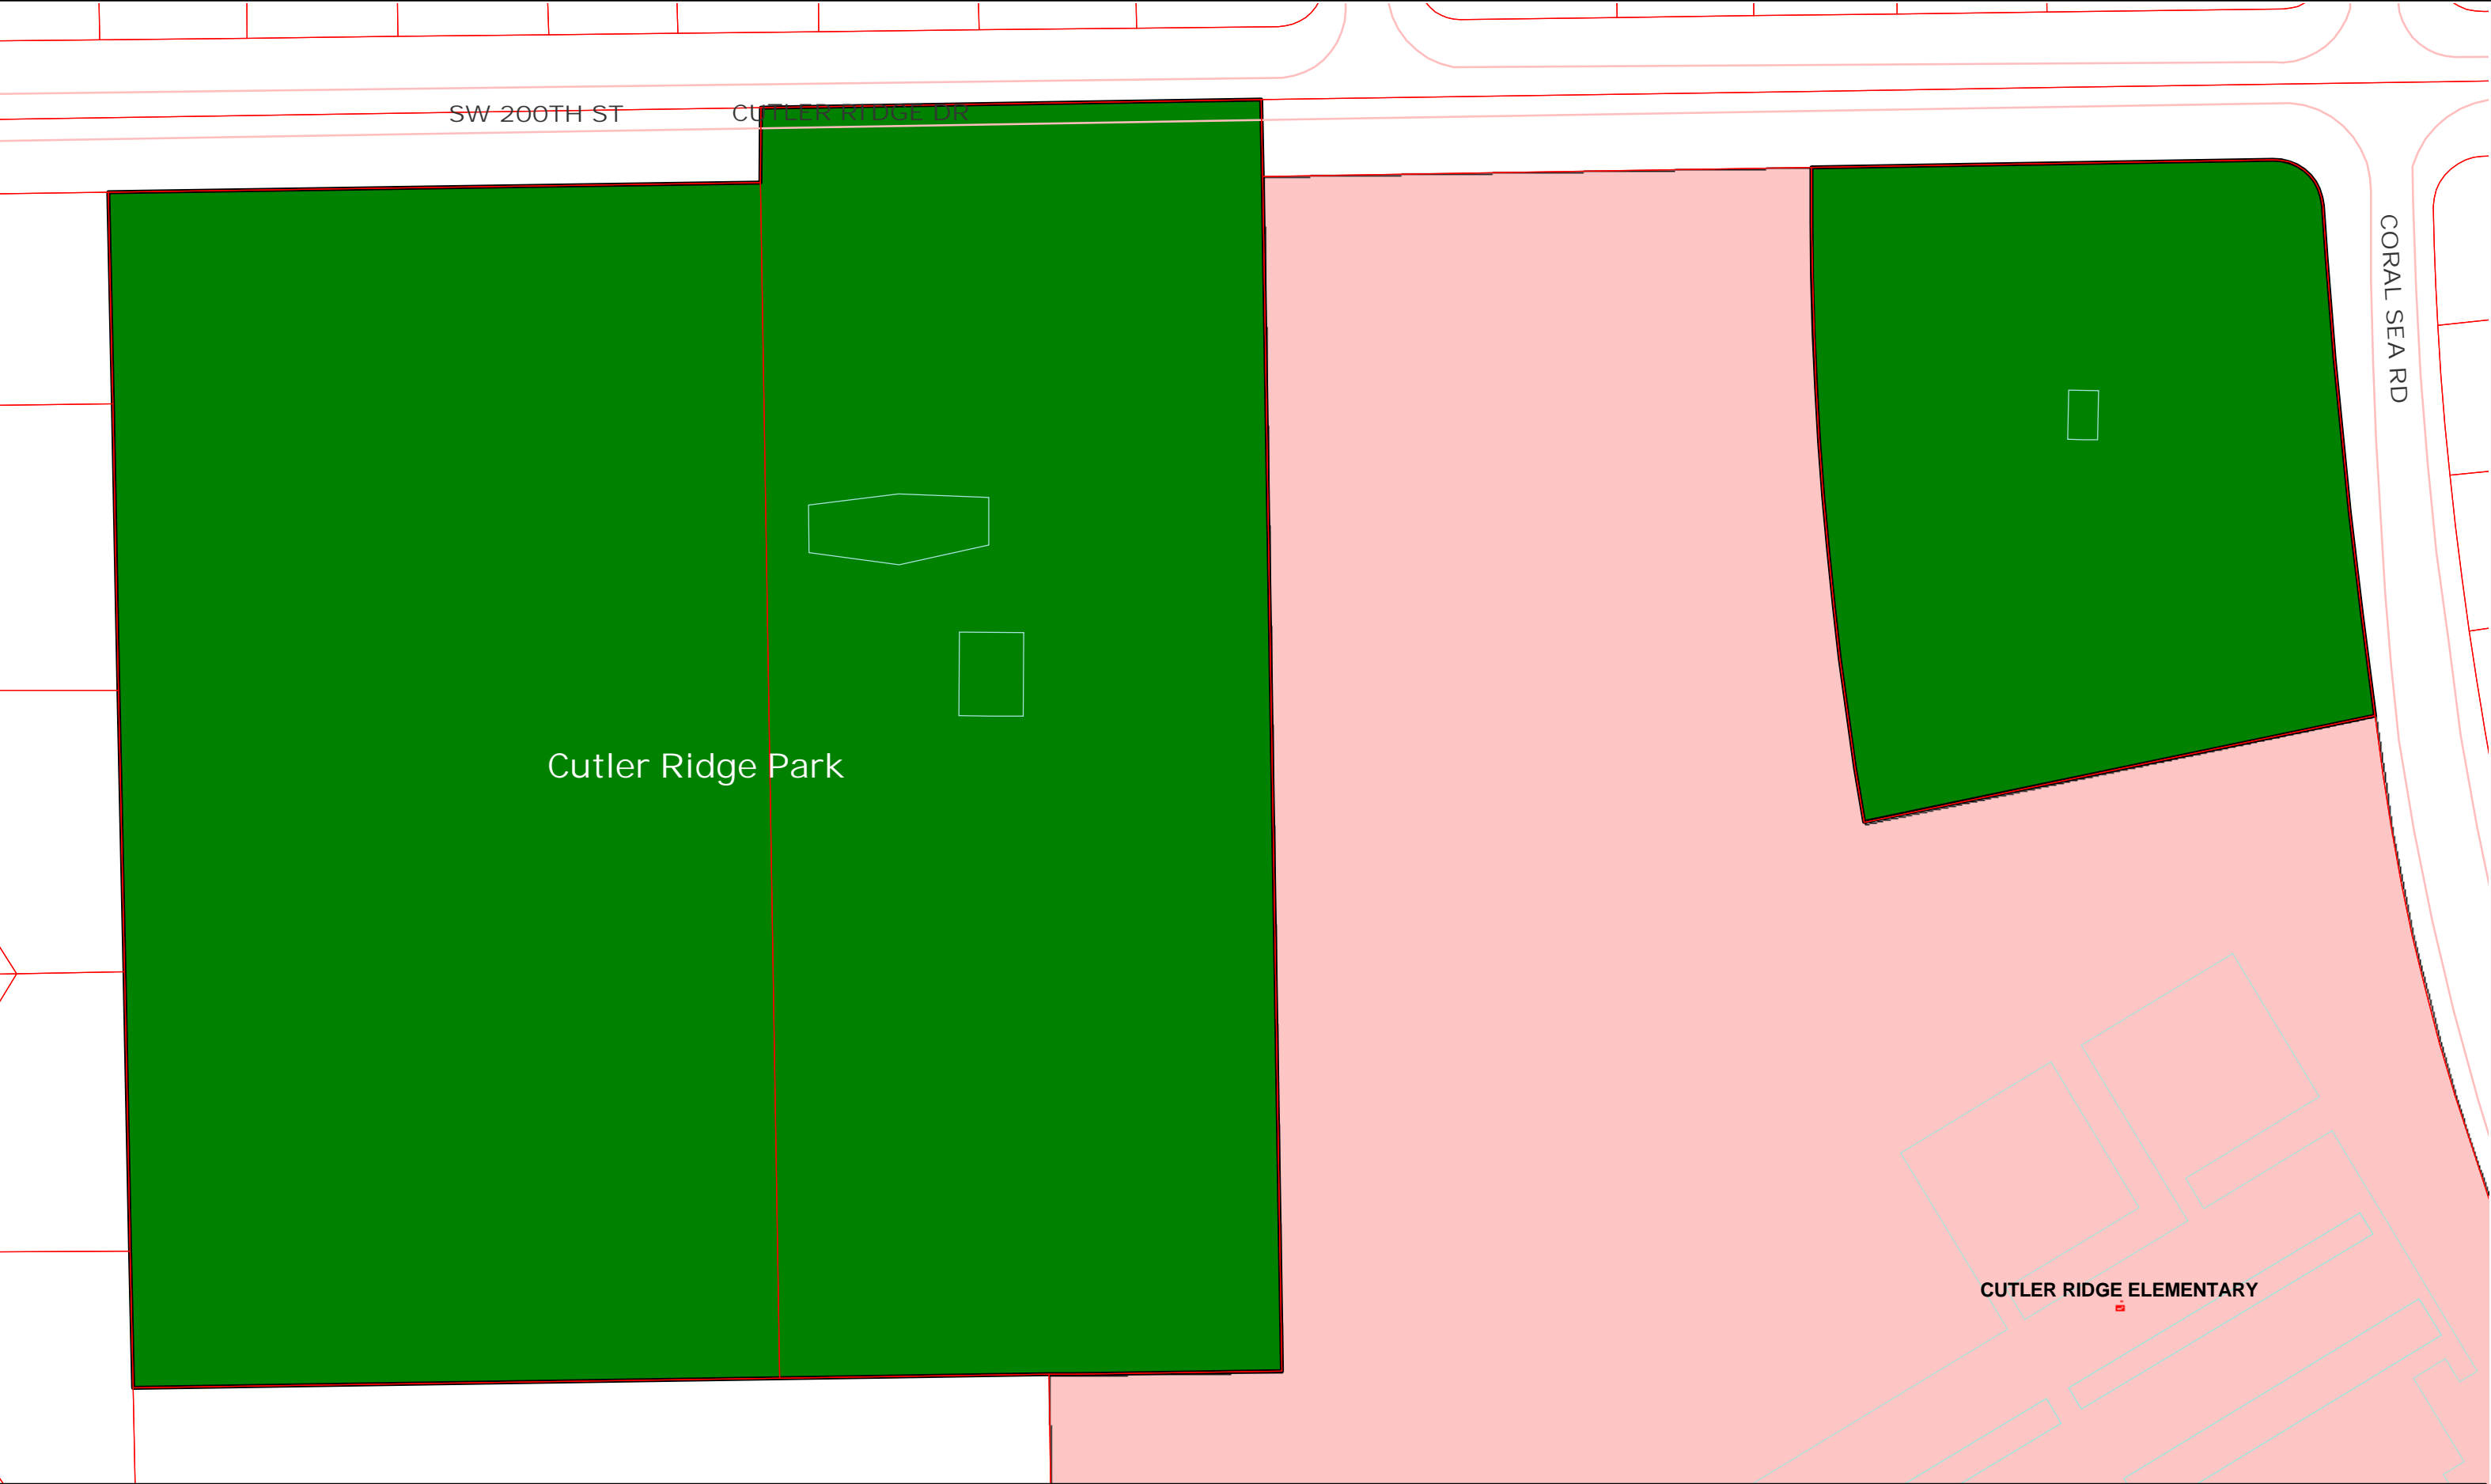 SW 200TH ST
CUTLER RIDGE DR
CORAL SEA RD
Cutler Ridge Park
CUTLER RIDGE ELEMENTARY